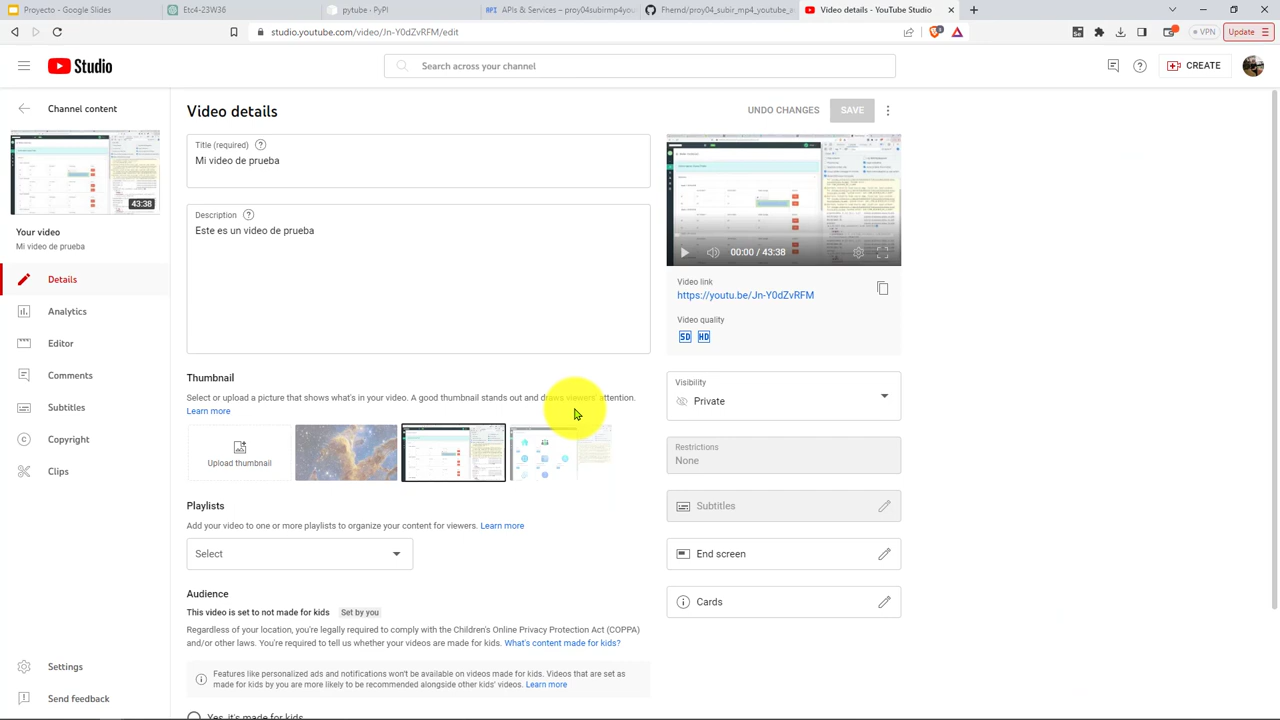 Proyecto - Google Slides
Etc4-23W36
pytube · PyPI
API APIs & Services – proy04subirmp4you
Fhernd/proy04_subir_mp4_youtube_a
Video details - YouTube Studio
studio.youtube.com/video/Jn-Y0dZvRFM/edit
VPN
Update
Studio
Search across your channel
CREATE
Channel content
43:38
Your video
Mi video de prueba
Details
Analytics
Editor
Comments
Subtitles
Copyright
Clips
Settings
Send feedback
Video details
UNDO CHANGES
SAVE
(required)
Mi video de prueba
Description
Este es un video de prueba
Thumbnail
Select or upload a picture that shows what's in your video. A good thumbnail stands out and draws viewers' attention.
Learn more
Upload thumbnail
Playlists
Add your video to one or more playlists to organize your content for viewers. Learn more
Select
Audience
This video is set to not made for kids Set by you
Regardless of your location, you're legally required to comply with the Children's Online Privacy Protection Act (COPPA)
and/or other laws. You're required to tell us whether your videos are made for kids. What's content made for kids?
Features like personalized ads and notifications won't be available on videos made for kids. Videos that are set as
made for kids by you are more likely to be recommended alongside other kids' videos. Learn more
Yes, it's made for kids
00:00 / 43:38
Video link
https://youtu.be/Jn-Y0dZvRFM
Video quality
SD HD
Visibility
Private
Restrictions
None
Subtitles
End screen
Cards